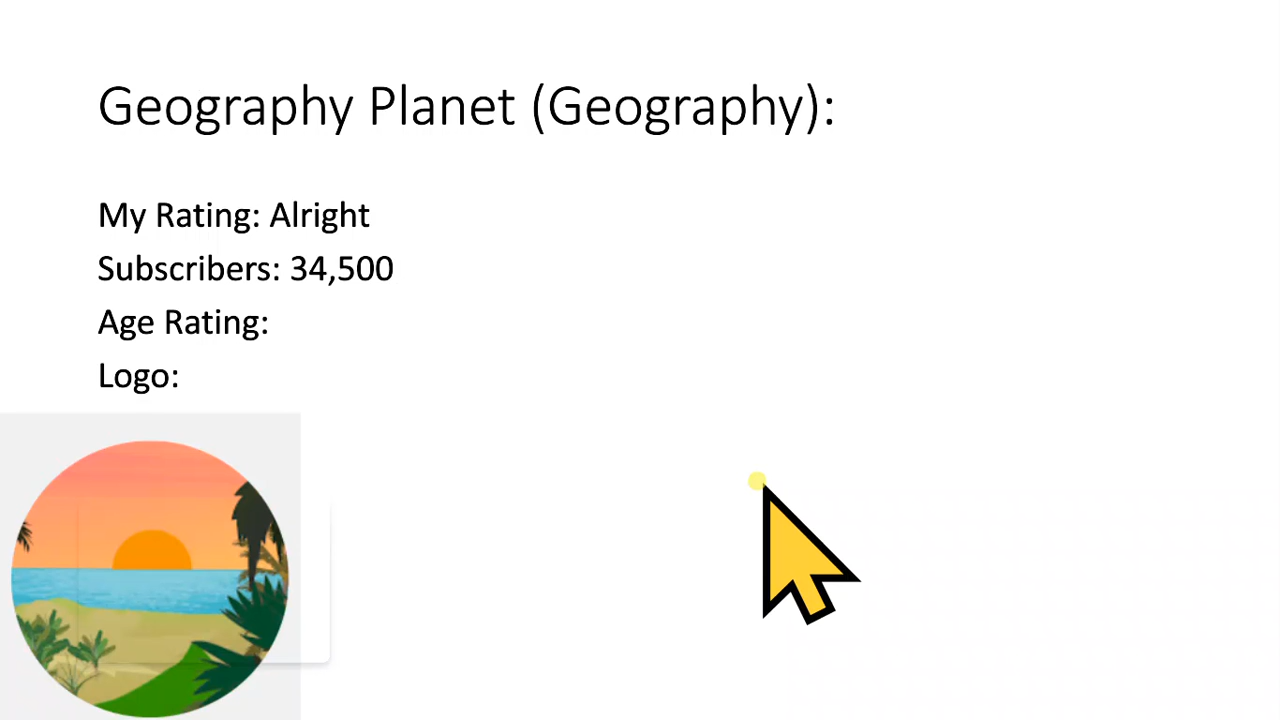 Geography Planet (Geography):
My Rating: Alright
Subscribers: 34,500
Age Rating:
Logo: